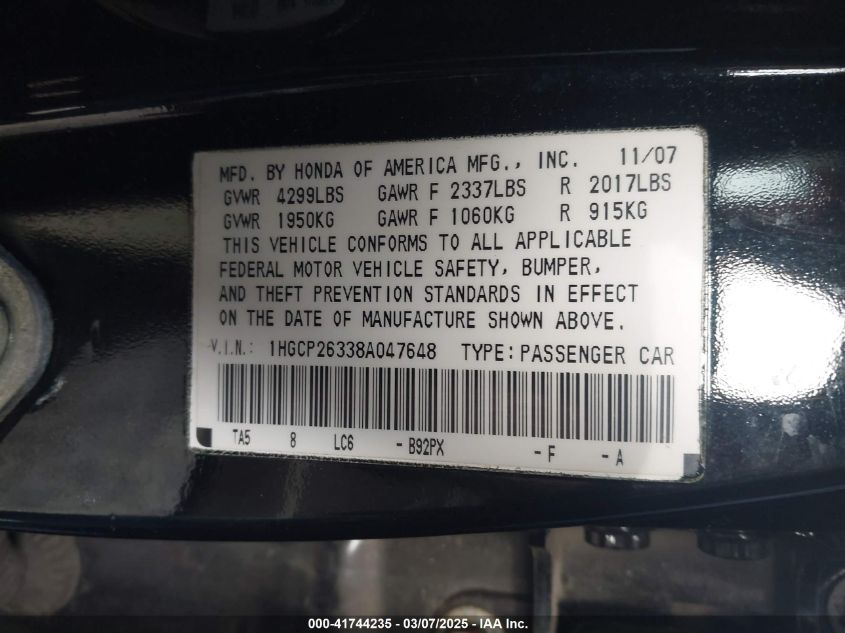 MFD. BY HONDA OF AMERICA MFG., INC. 11/07
GVWR 4299LBS GAWR F 2337LBS R 2017LBS
GVWR 1950KG GAWR F 1060KG R 915KG
THIS VEHICLE CONFORMS TO ALL APPLICABLE
FEDERAL MOTOR VEHICLE SAFETY, BUMPER,
AND THEFT PREVENTION STANDARDS IN EFFECT
ON THE DATE OF MANUFACTURE SHOWN ABOVE.
V.I.N.: 1HGCP26338A047648 TYPE: PASSENGER CAR
TA5 8 LC6 - B92PX - F - A
000-41744235 - 03/07/2025 - IAA Inc.